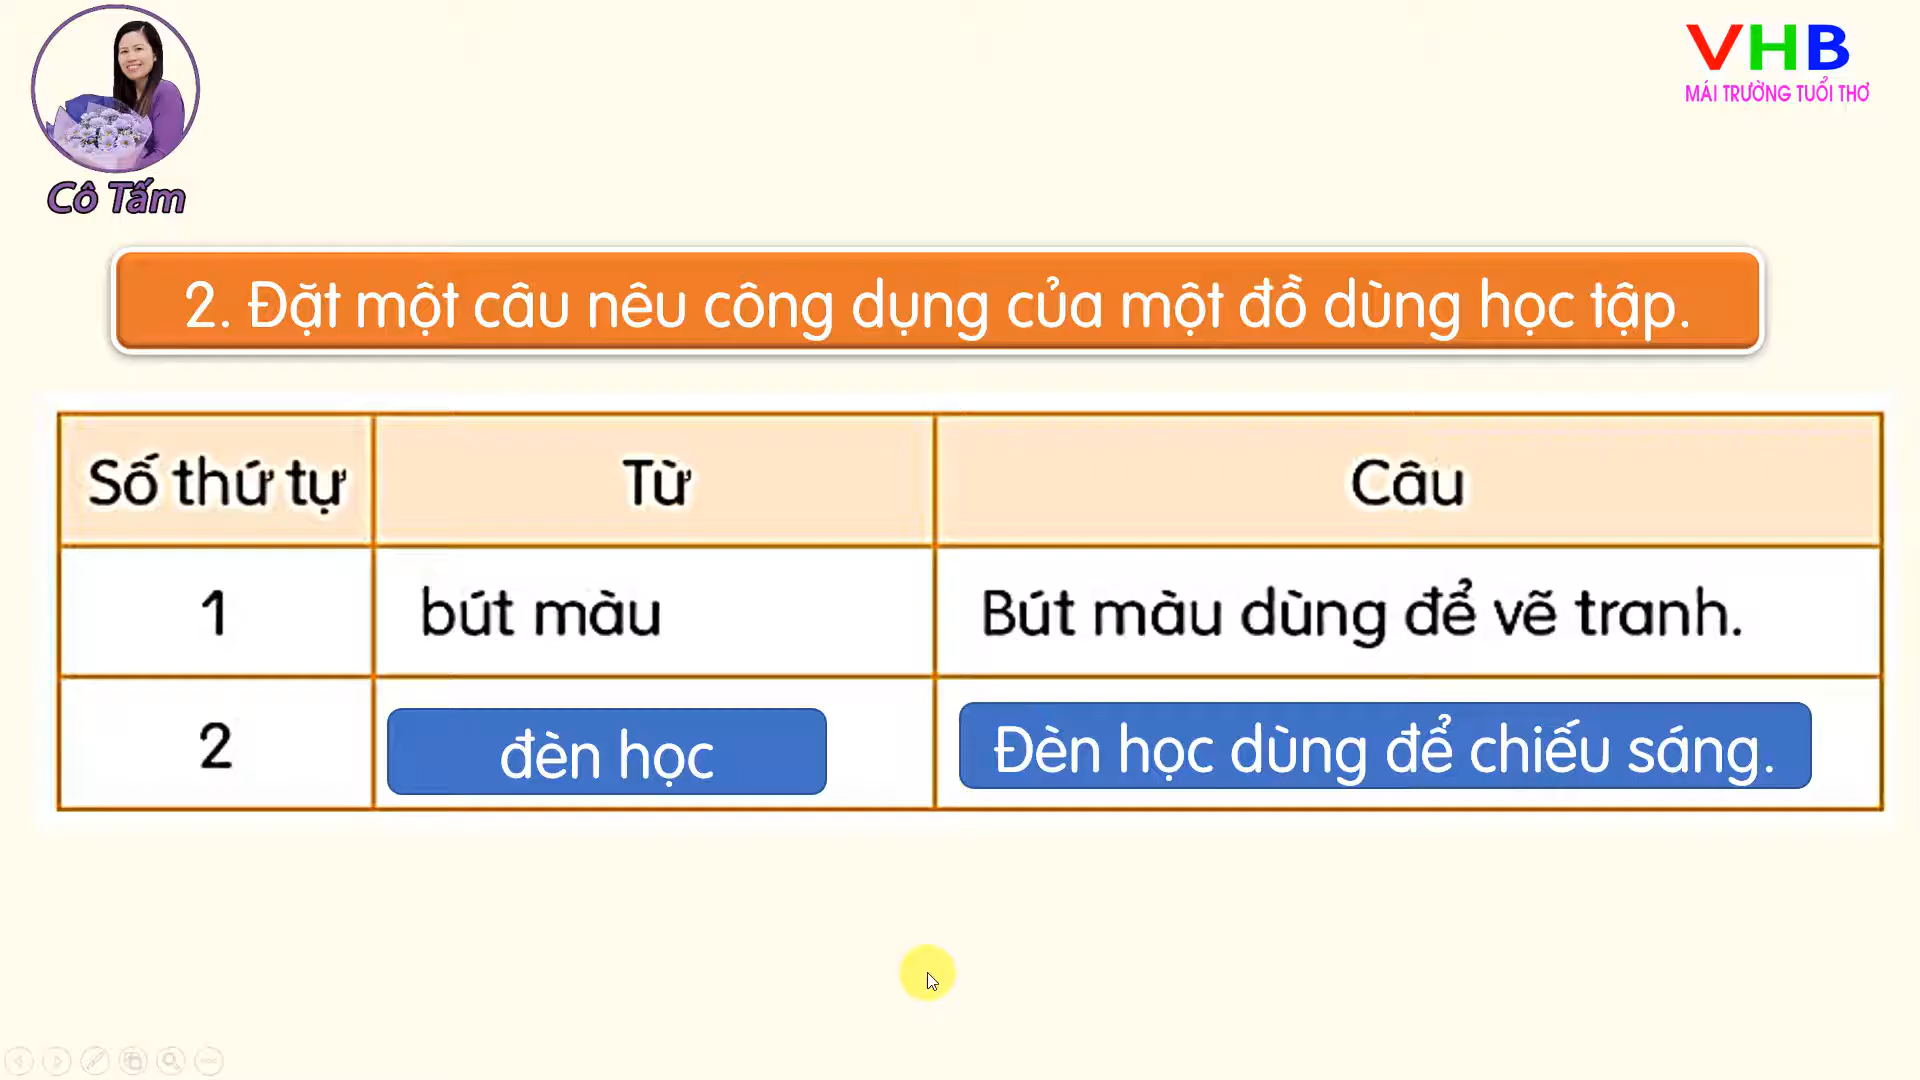 VHB
MÁI TRƯỜNG TUỔI THƠ
Cô Tấm
2. Đặt một câu nêu công dụng của một đồ dùng học tập.
Số thứ tự Từ Câu
1 bút màu Bút màu dùng để vẽ tranh.
2 đèn học Đèn học dùng để chiếu sáng.